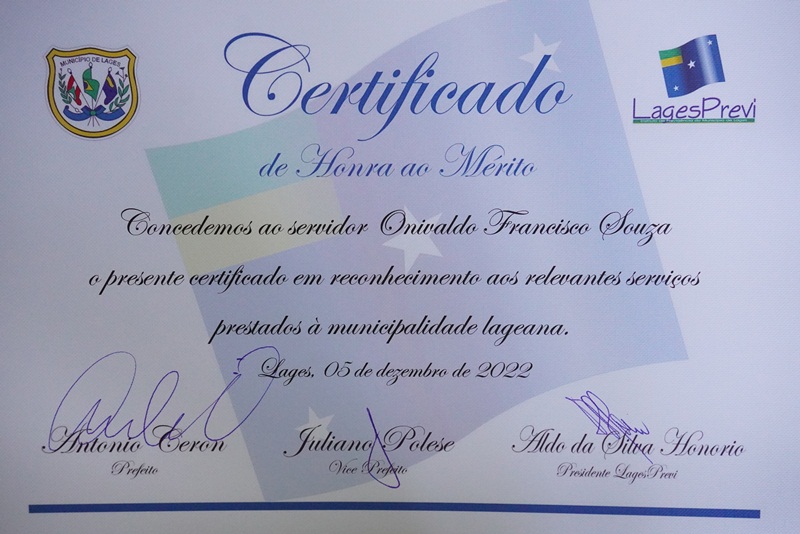 MUNICÍPIO DE LAGES
Certificado
LagesPrevi
de Honra ao Mérito
Concedemos ao servidor Onivaldo Francisco Souza
o presente certificado em reconhecimento aos relevantes serviços
prestados à municipalidade lageana.
Lages, 05 de dezembro de 2022
Antonio Ceron
Prefeito
Juliano Polese
Vice Prefeito
Aldo da Silva Honorio
Presidente LagesPrevi